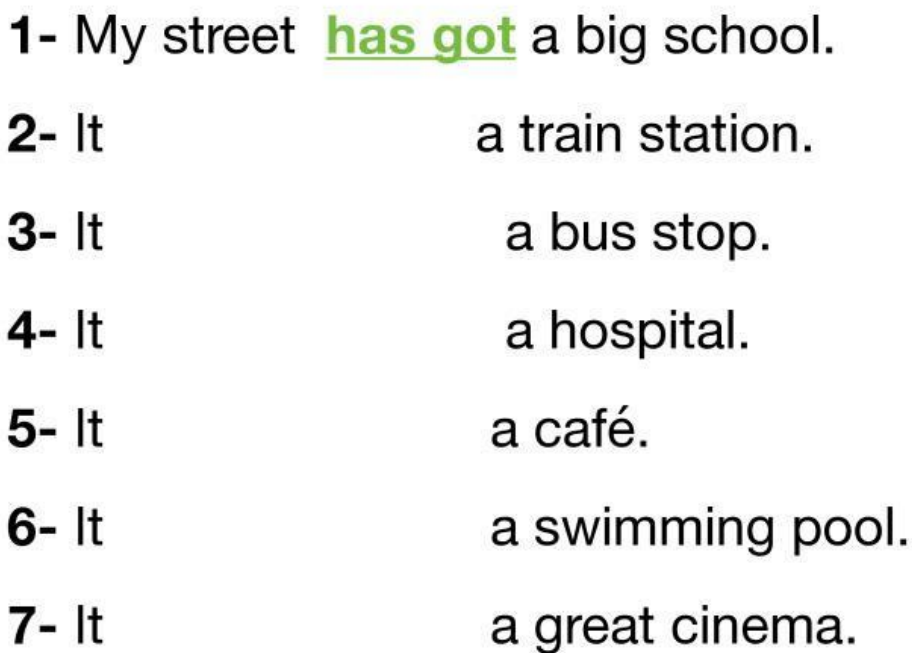 1- My street has got a big school.
2- It a train station.
3- It a bus stop.
4- It a hospital.
5- It a café.
6- It a swimming pool.
7- It a great cinema.